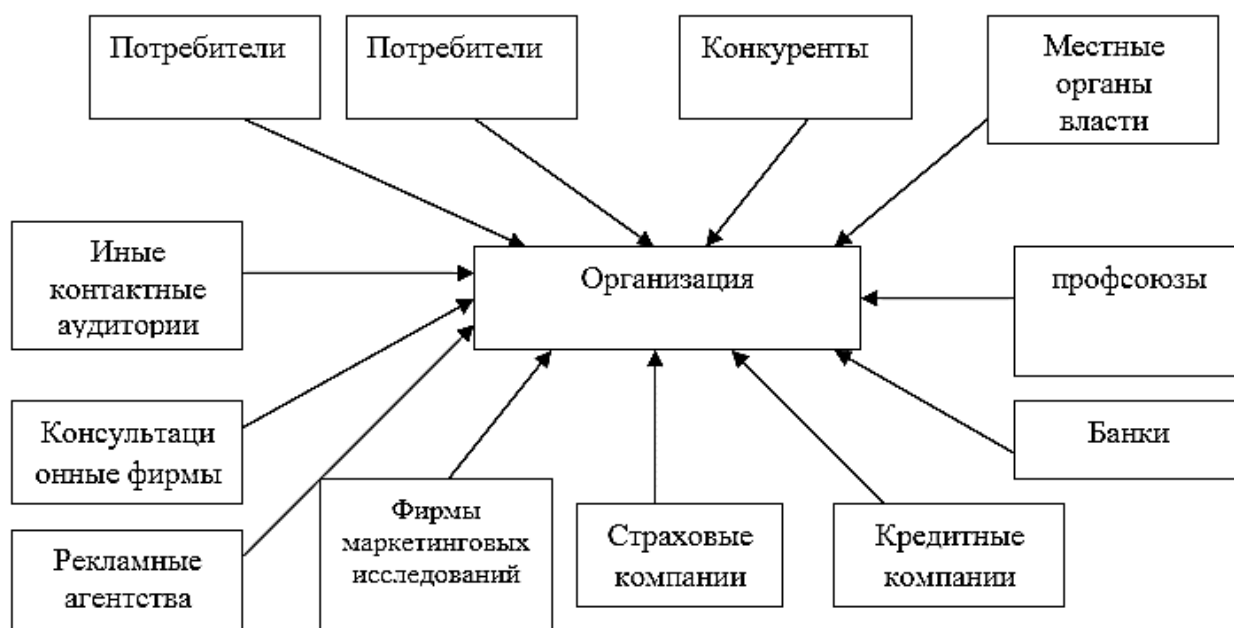 Потребители
Потребители
Конкуренты
Местные
органы
власти
Иные
контактные
аудитории
Организация
профсоюзы
Консультаци
онные фирмы
Банки
Рекламные
агентства
Фирмы
маркетинговых
исследований
Страховые
компании
Кредитные
компании